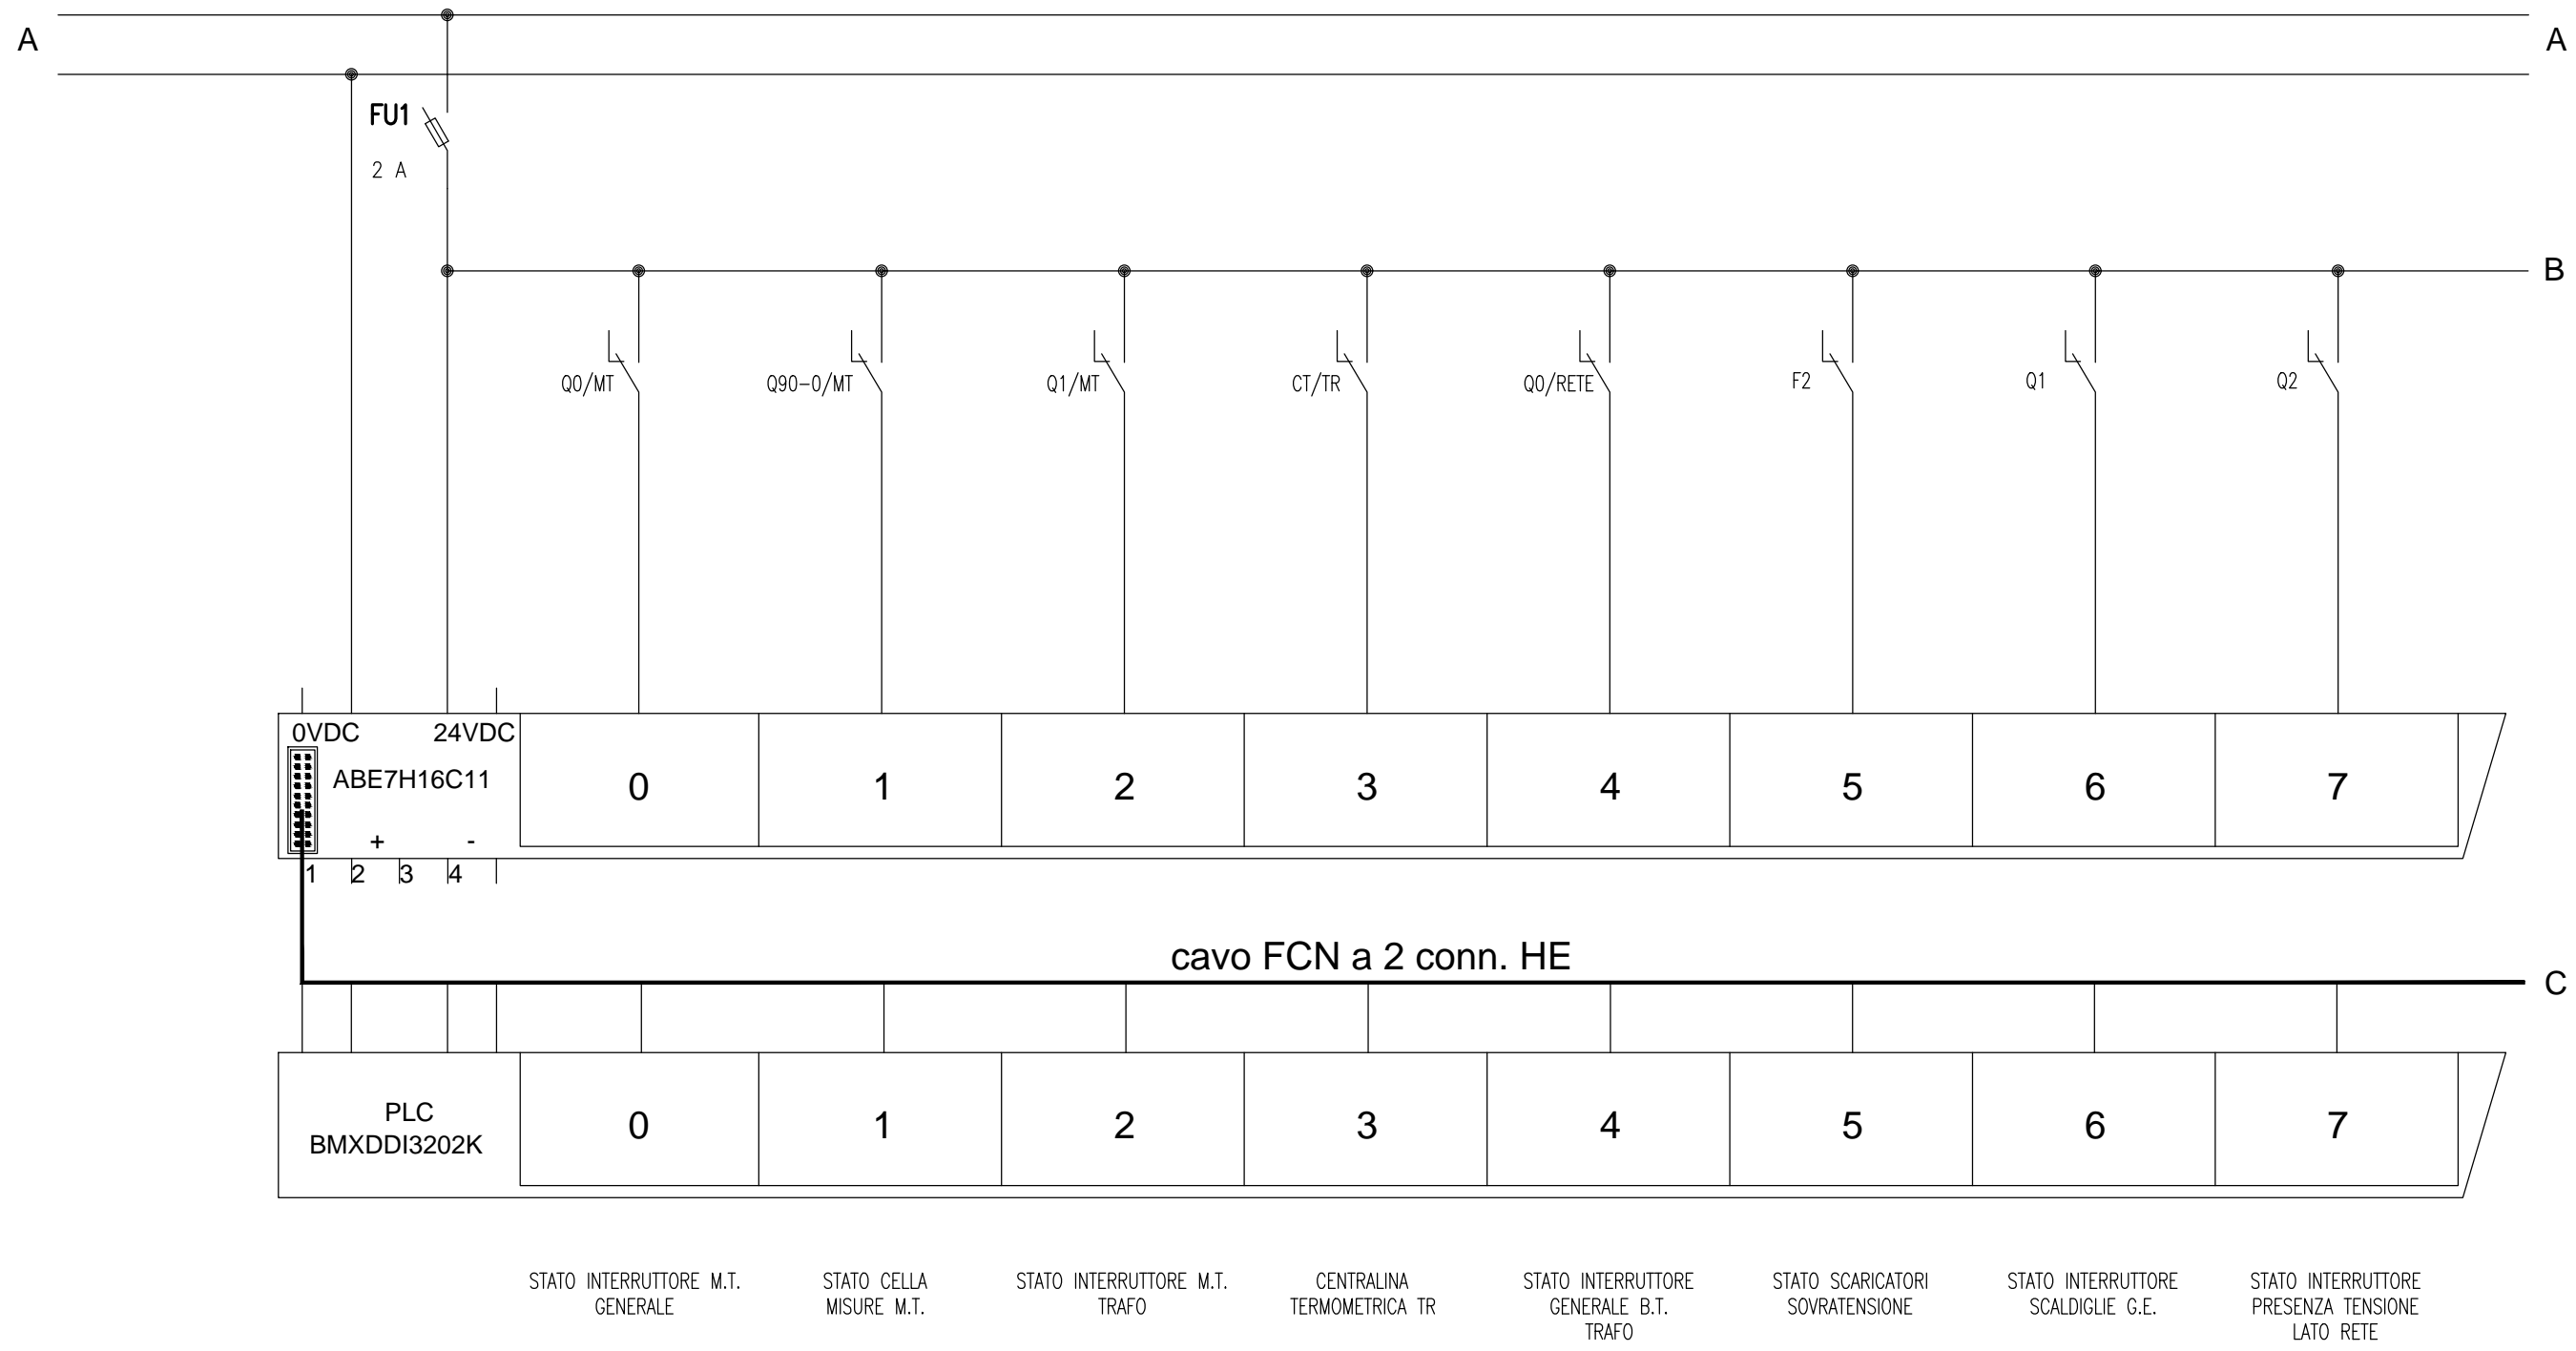 A
A
FU1
2 A
B
Q0/MT
Q90-0/MT
Q1/MT
CT/TR
Q0/RETE
F2
Q1
Q2
0VDC
24VDC
ABE7H16C11
+
-
0
1
2
3
4
5
6
7
1
2
3
4
cavo FCN a 2 conn. HE
C
PLC
BMXDDI3202K
0
1
2
3
4
5
6
7
STATO INTERRUTTORE M.T.
GENERALE
STATO CELLA
MISURE M.T.
STATO INTERRUTTORE M.T.
TRAFO
CENTRALINA
TERMOMETRICA TR
STATO INTERRUTTORE
GENERALE B.T.
TRAFO
STATO SCARICATORI
SOVRATENSIONE
STATO INTERRUTTORE
SCALDIGLIE G.E.
STATO INTERRUTTORE
PRESENZA TENSIONE
LATO RETE